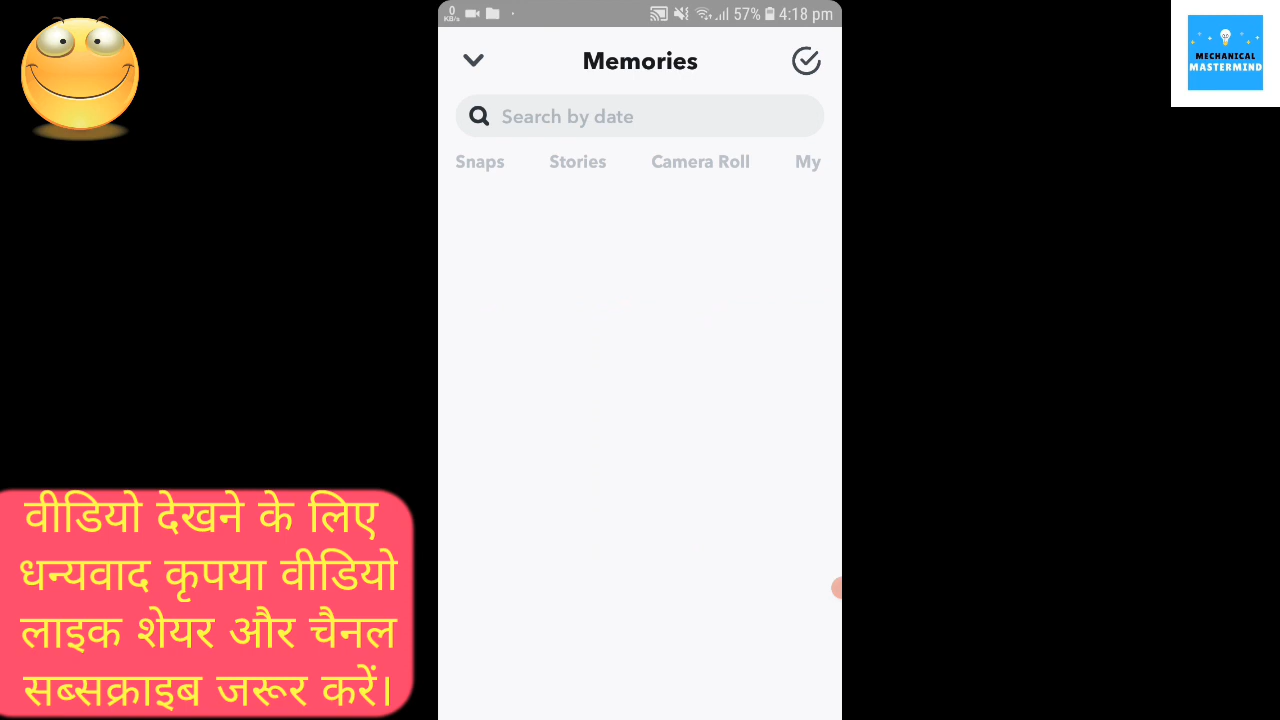 0
KB/s
57%
4:18 pm
Memories
Search by date
Snaps
Stories
Camera Roll
My
MECHANICAL
MASTERMIND
वीडियो देखने के लिए
धन्यवाद कृपया वीडियो
लाइक शेयर और चैनल
सब्सक्राइब जरूर करें।